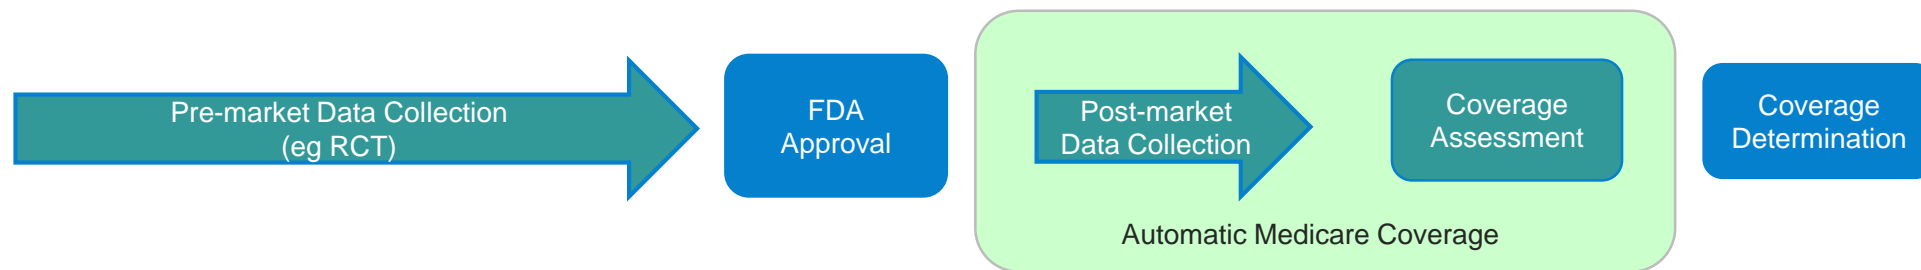 Pre-market Data Collection
(eg RCT)
FDA
Approval
Post-market
Data Collection
Coverage
Assessment
Automatic Medicare Coverage
Coverage
Determination